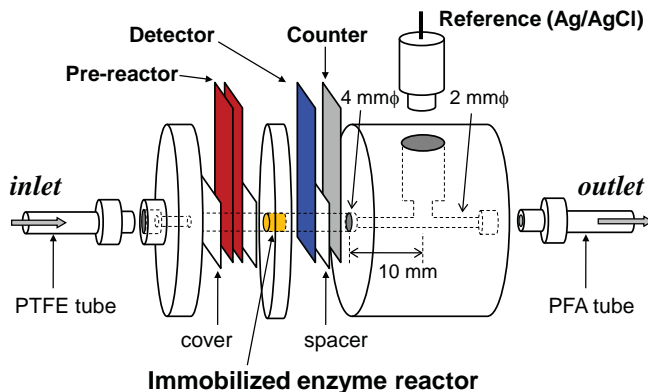 Reference (Ag/AgCl)
Detector
Counter
Pre-reactor
4 mmϕ
2 mmϕ
inlet
outlet
10 mm
PTFE tube
PFA tube
cover
spacer
Immobilized enzyme reactor